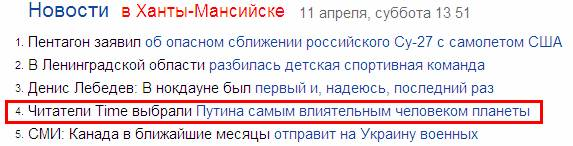 Новости в Ханты-Мансийске 11 апреля, суббота 13 51
1. Пентагон заявил об опасном сближении российского Су-27 с самолетом США
2. В Ленинградской области разбилась детская спортивная команда
3. Денис Лебедев: В нокдауне был первый и, надеюсь, последний раз
4. Читатели Time выбрали Путина самым влиятельным человеком планеты
5. СМИ: Канада в ближайшие месяцы отправит на Украину военных